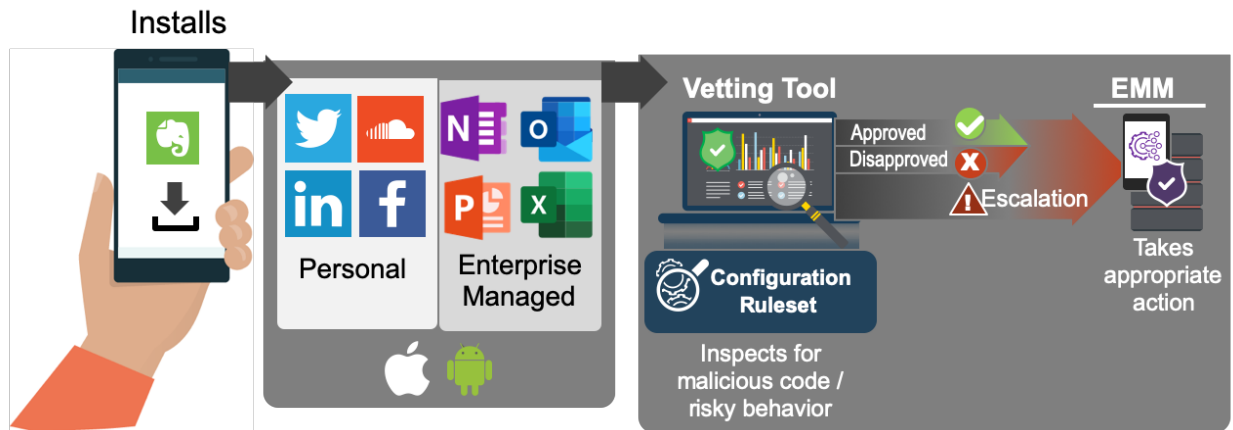 Installs
Personal
Enterprise
Managed
Vetting Tool
Approved
Disapproved
Escalation
Configuration
Ruleset
Inspects for
malicious code /
risky behavior
EMM
Takes
appropriate
action
in
f
N
O
P
X